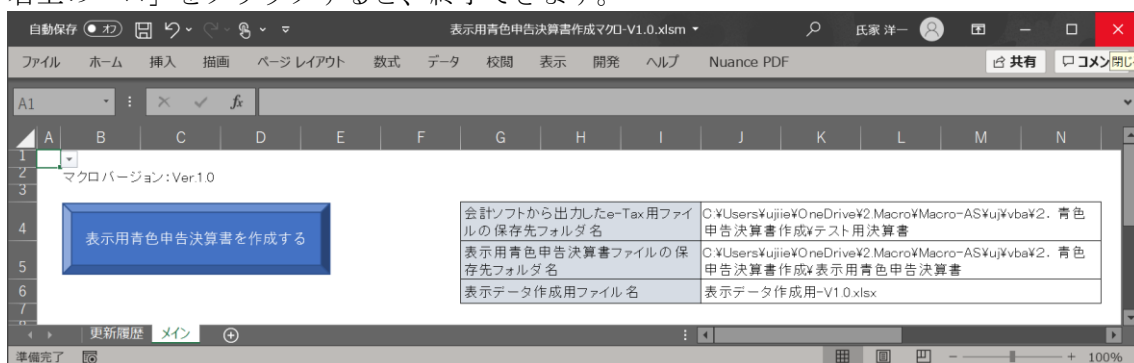 自動保存 オフ 表示用青色申告決算書作成マクロ-V1.0.xlsm 氏家 洋一
ファイル ホーム 挿入 描画 ページ レイアウト 数式 データ 校閲 表示 開発 ヘルプ Nuance PDF 共有 コメン 閉じ
A1 fx
A B C D E F G H I J K L M N
1
2 マクロバージョン：Ver.1.0
3
4 表示用青色申告決算書を作成する
会計ソフトから出力したe-Tax用ファイ
ルの保存先フォルダ名
C:¥Users¥ujiie¥OneDrive¥2.Macro¥Macro-AS¥uj¥vba¥2．青色
申告決算書作成¥テスト用決算書
5
表示用青色申告決算書ファイルの保
存先フォルダ名
C:¥Users¥ujiie¥OneDrive¥2.Macro¥Macro-AS¥uj¥vba¥2．青色
申告決算書作成¥表示用青色申告決算書
6 表示データ作成用ファイル名 表示データ作成用-V1.0.xlsx
7
更新履歴 メイン
準備完了 100%